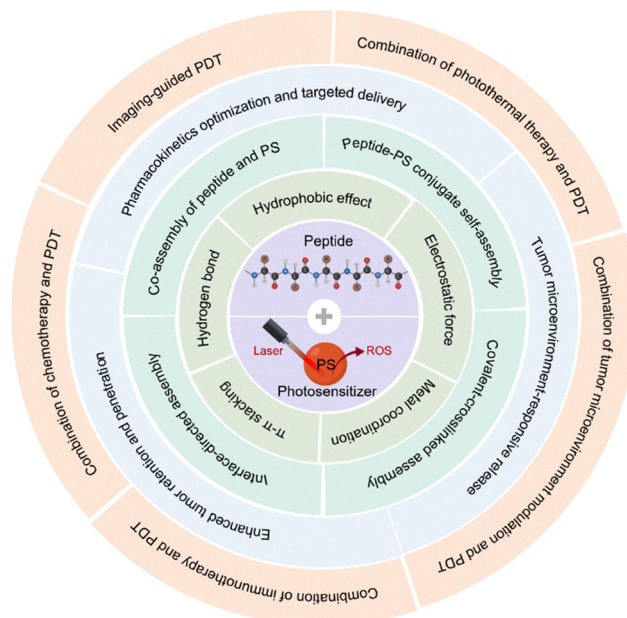 Imaging-guided PDT
Combination of photothermal therapy and PDT
Combination of tumor microenvironment modulation and PDT
Combination of immunotherapy and PDT
Combination of chemotherapy and PDT
Pharmacokinetics optimization and targeted delivery
Tumor microenvironment-responsive release
Enhanced tumor retention and penetration
Co-assembly of peptide and PS
Peptide-PS conjugate self-assembly
Covalent-crosslinked assembly
Interface-directed assembly
Hydrophobic effect
Electrostatic force
Metal coordination
π-π stacking
Hydrogen bond
Peptide
Laser
PS
ROS
Photosensitizer